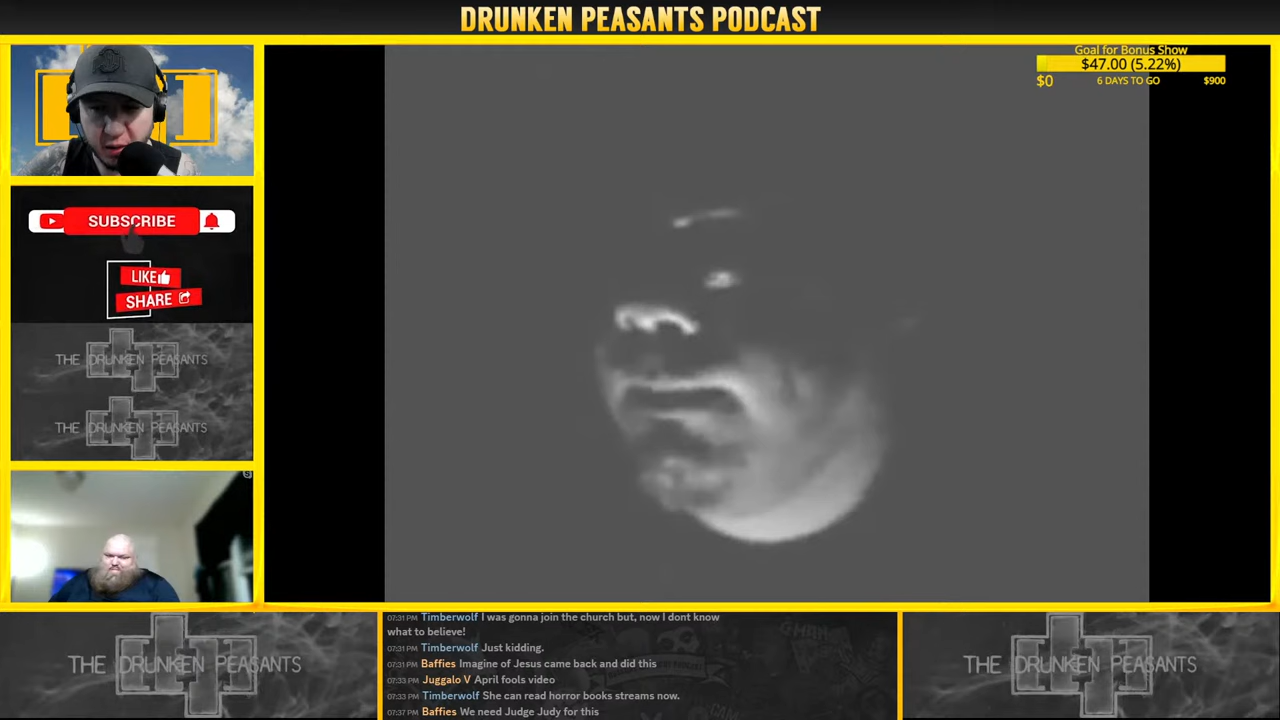 DRUNKEN PEASANTS PODCAST
Goal for Bonus Show
$47.00 (5.22%)
$0 6 DAYS TO GO $900
SUBSCRIBE
LIKE
SHARE
THE DRUNKEN PEASANTS
THE DRUNKEN PEASANTS
07:31 PM Timberwolf I was gonna join the church but, now I dont know
what to believe!
07:31 PM Timberwolf Just kidding.
07:31 PM Baffies Imagine of Jesus came back and did this
07:33 PM Juggalo V April fools video
07:33 PM Timberwolf She can read horror books streams now.
07:37 PM Baffies We need Judge Judy for this
THE DRUNKEN PEASANTS
THE DRUNKEN PEASANTS